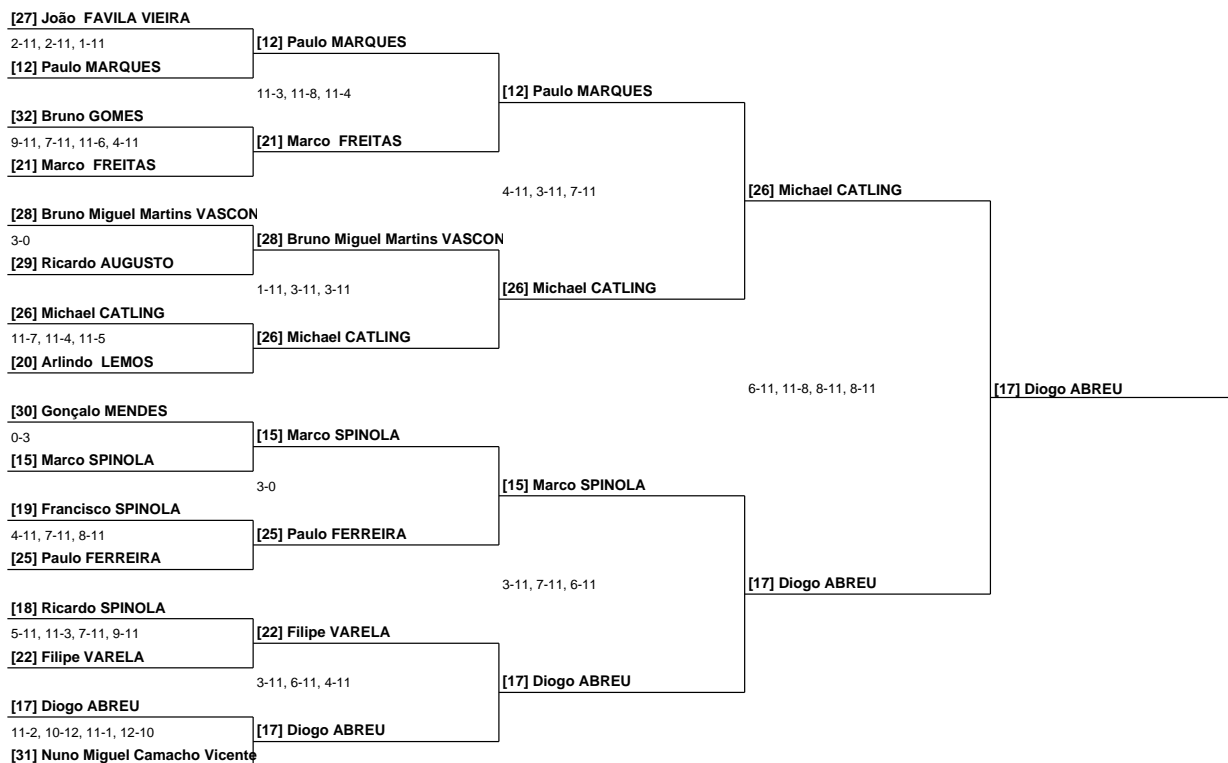 [27] João  FAVILA VIEIRA
2-11, 2-11, 1-11
[12] Paulo MARQUES
[12] Paulo MARQUES
11-3, 11-8, 11-4
[12] Paulo MARQUES
[32] Bruno GOMES
9-11, 7-11, 11-6, 4-11
[21] Marco  FREITAS
[21] Marco  FREITAS
4-11, 3-11, 7-11
[26] Michael CATLING
[28] Bruno Miguel Martins VASCON
3-0
[28] Bruno Miguel Martins VASCON
[29] Ricardo AUGUSTO
1-11, 3-11, 3-11
[26] Michael CATLING
[26] Michael CATLING
11-7, 11-4, 11-5
[26] Michael CATLING
[20] Arlindo  LEMOS
6-11, 11-8, 8-11, 8-11
[17] Diogo ABREU
[30] Gonçalo MENDES
0-3
[15] Marco SPINOLA
[15] Marco SPINOLA
3-0
[15] Marco SPINOLA
[19] Francisco SPINOLA
4-11, 7-11, 8-11
[25] Paulo FERREIRA
[25] Paulo FERREIRA
3-11, 7-11, 6-11
[17] Diogo ABREU
[18] Ricardo SPINOLA
5-11, 11-3, 7-11, 9-11
[22] Filipe VARELA
[22] Filipe VARELA
3-11, 6-11, 4-11
[17] Diogo ABREU
[17] Diogo ABREU
11-2, 10-12, 11-1, 12-10
[17] Diogo ABREU
[31] Nuno Miguel Camacho Vicente